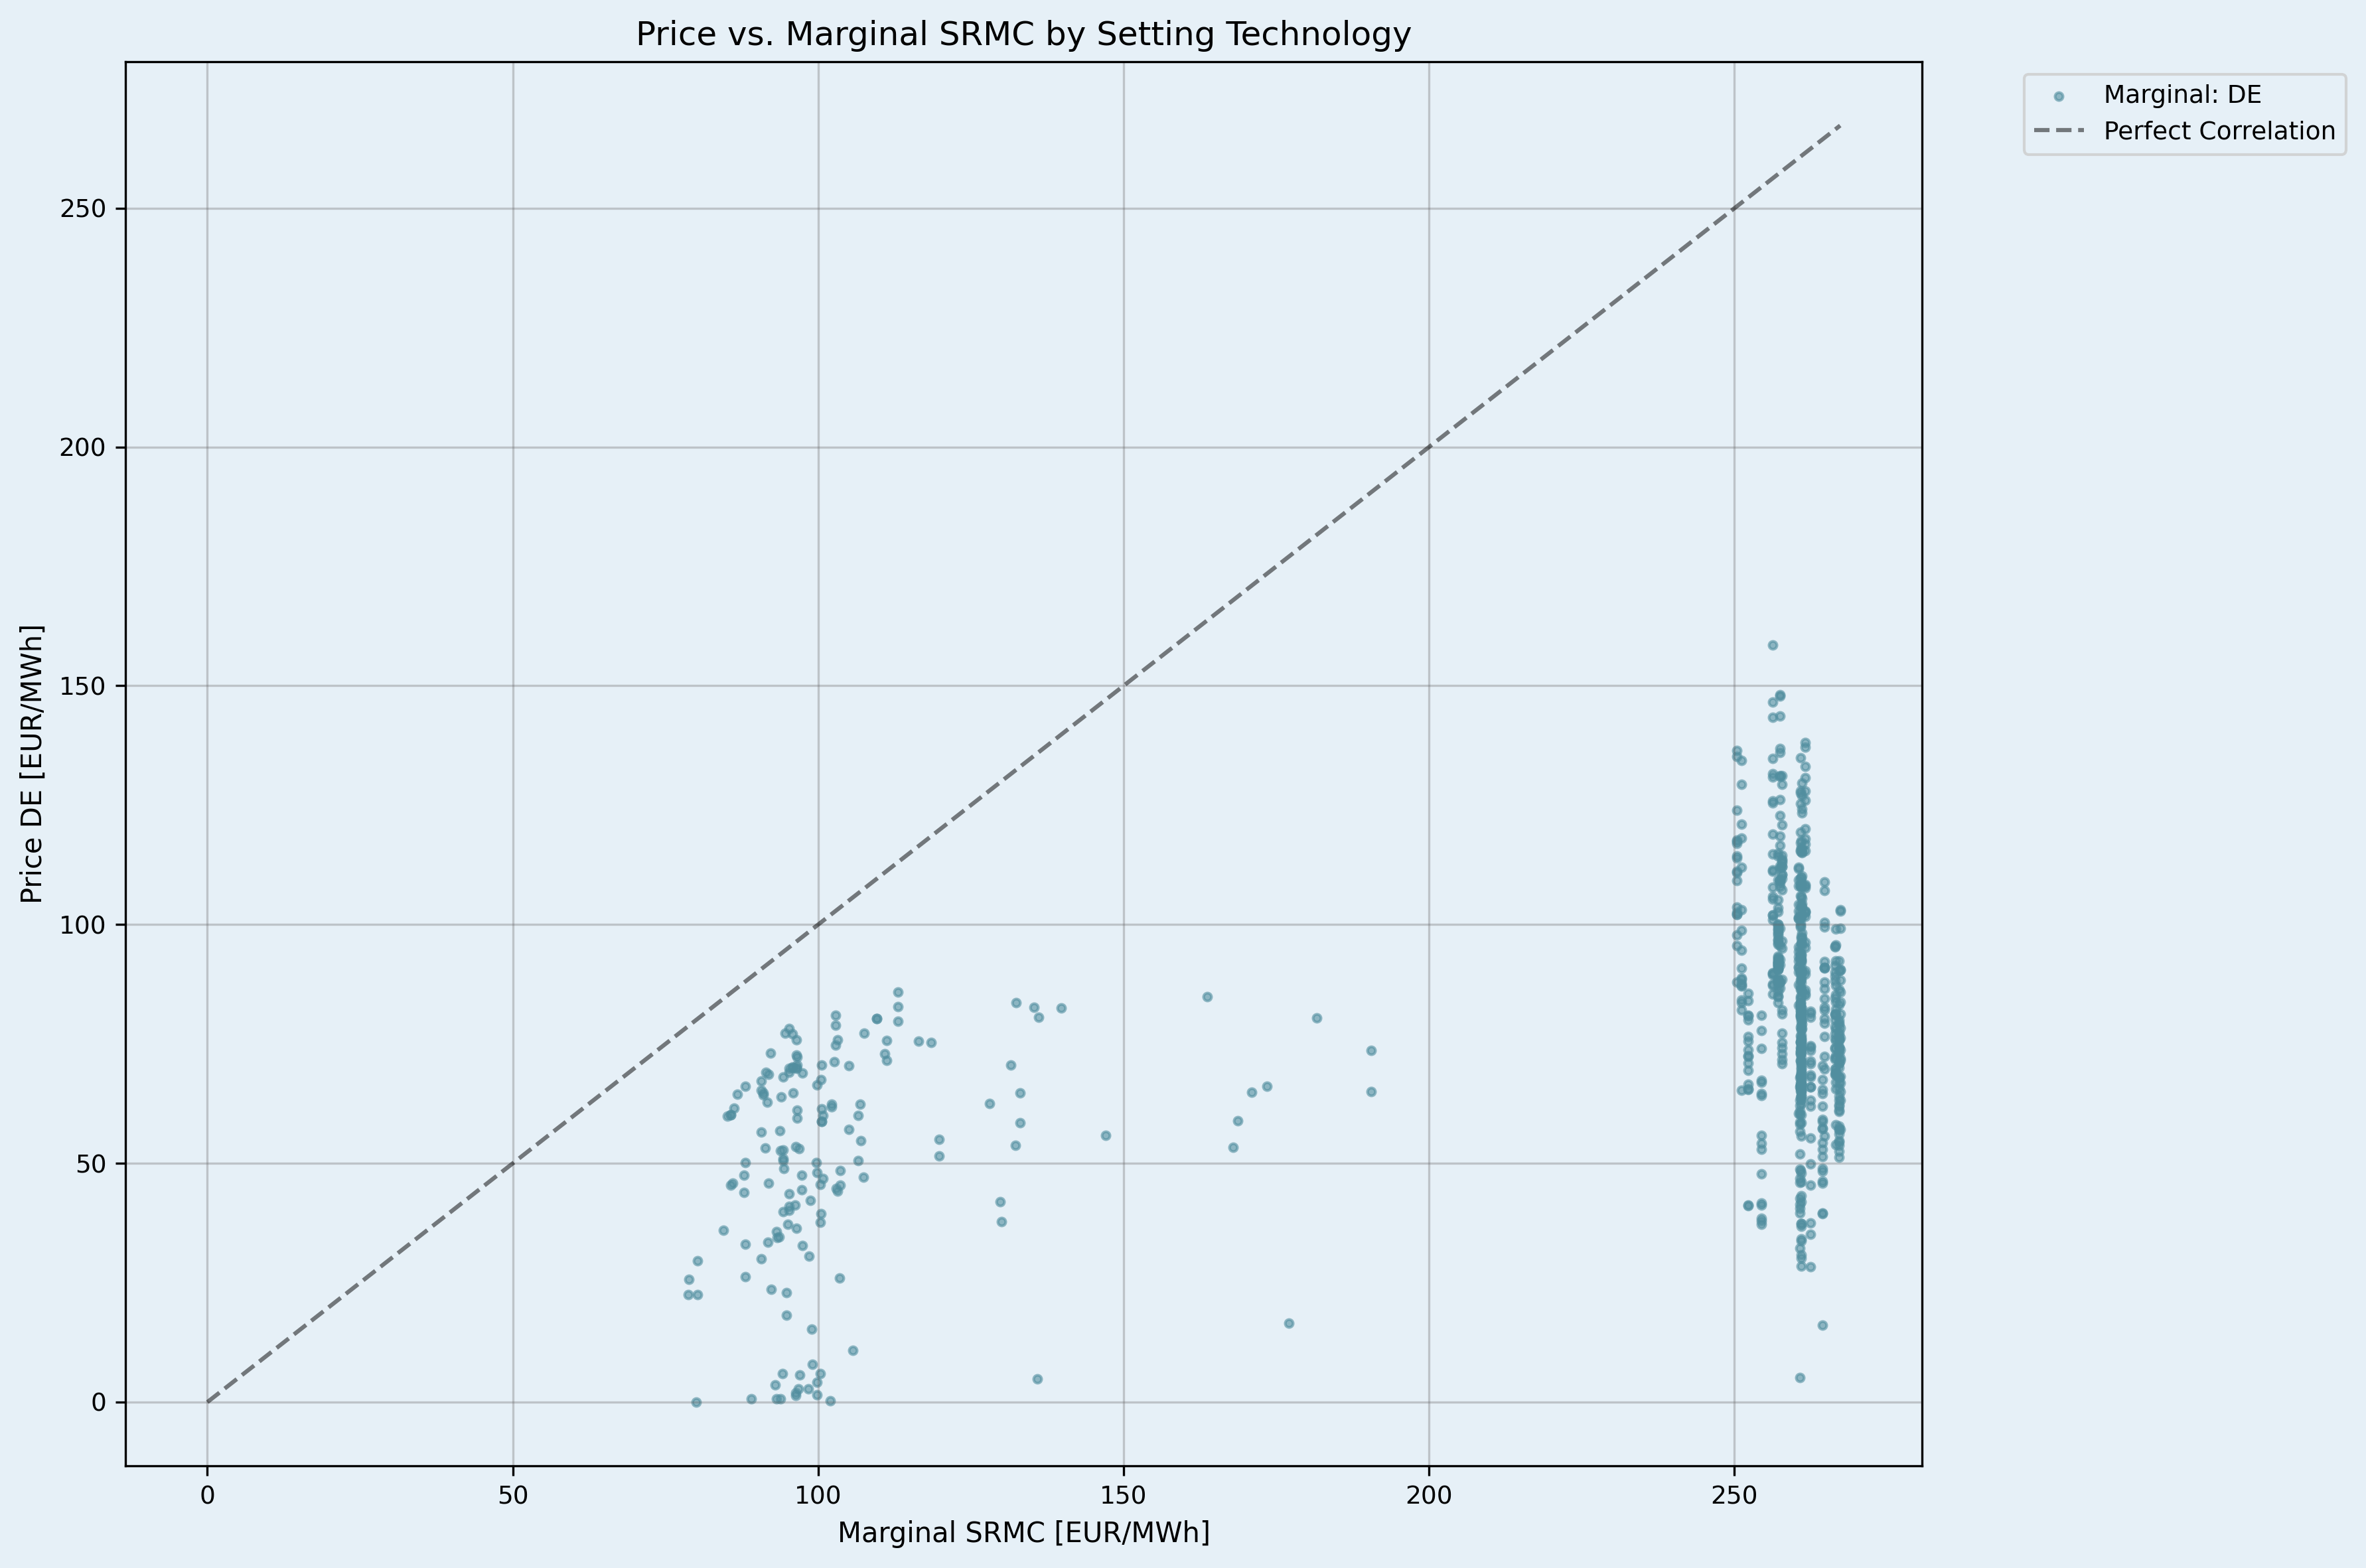 Price vs. Marginal SRMC by Setting Technology
Marginal: DE
Perfect Correlation
Price DE [EUR/MWh]
250
200
150
100
50
0
0 50 100 150 200 250
Marginal SRMC [EUR/MWh]